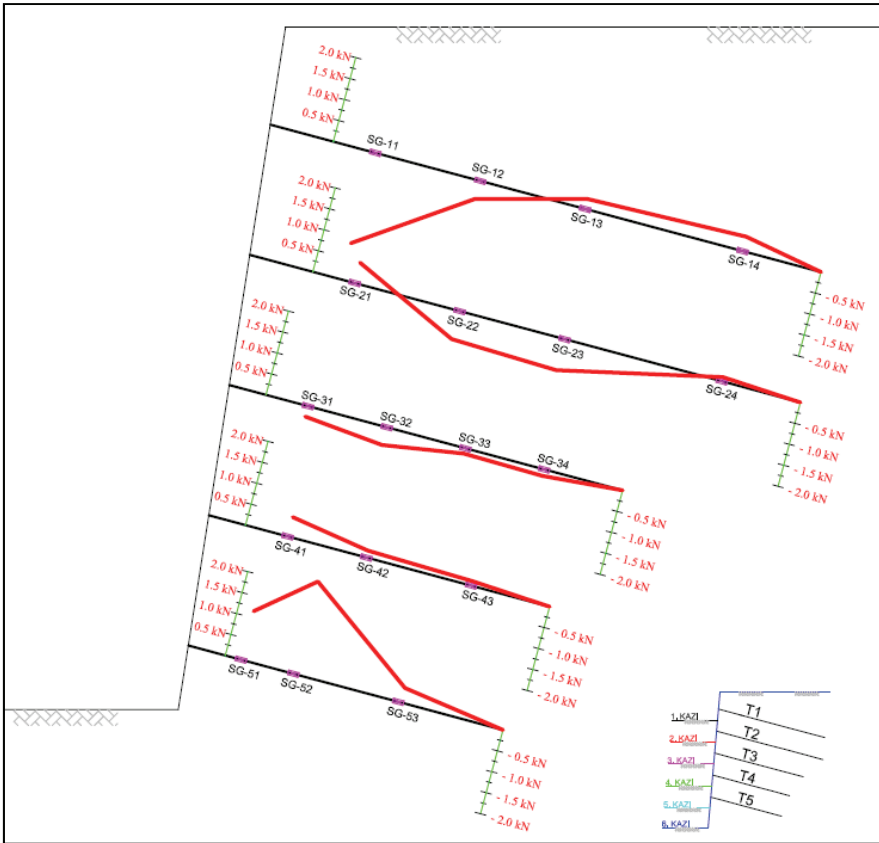 2.0 kN
1.5 kN
1.0 kN
0.5 kN
SG-11
SG-12
SG-13
SG-14
- 0.5 kN
- 1.0 kN
- 1.5 kN
- 2.0 kN
2.0 kN
1.5 kN
1.0 kN
0.5 kN
SG-21
SG-22
SG-23
SG-24
- 0.5 kN
- 1.0 kN
- 1.5 kN
- 2.0 kN
2.0 kN
1.5 kN
1.0 kN
0.5 kN
SG-31
SG-32
SG-33
SG-34
- 0.5 kN
- 1.0 kN
- 1.5 kN
- 2.0 kN
2.0 kN
1.5 kN
1.0 kN
0.5 kN
SG-41
SG-42
SG-43
- 0.5 kN
- 1.0 kN
- 1.5 kN
- 2.0 kN
2.0 kN
1.5 kN
1.0 kN
0.5 kN
SG-51
SG-52
SG-53
- 0.5 kN
- 1.0 kN
- 1.5 kN
- 2.0 kN
1. KAZI
2. KAZI
3. KAZI
4. KAZI
5. KAZI
6. KAZI
T1
T2
T3
T4
T5